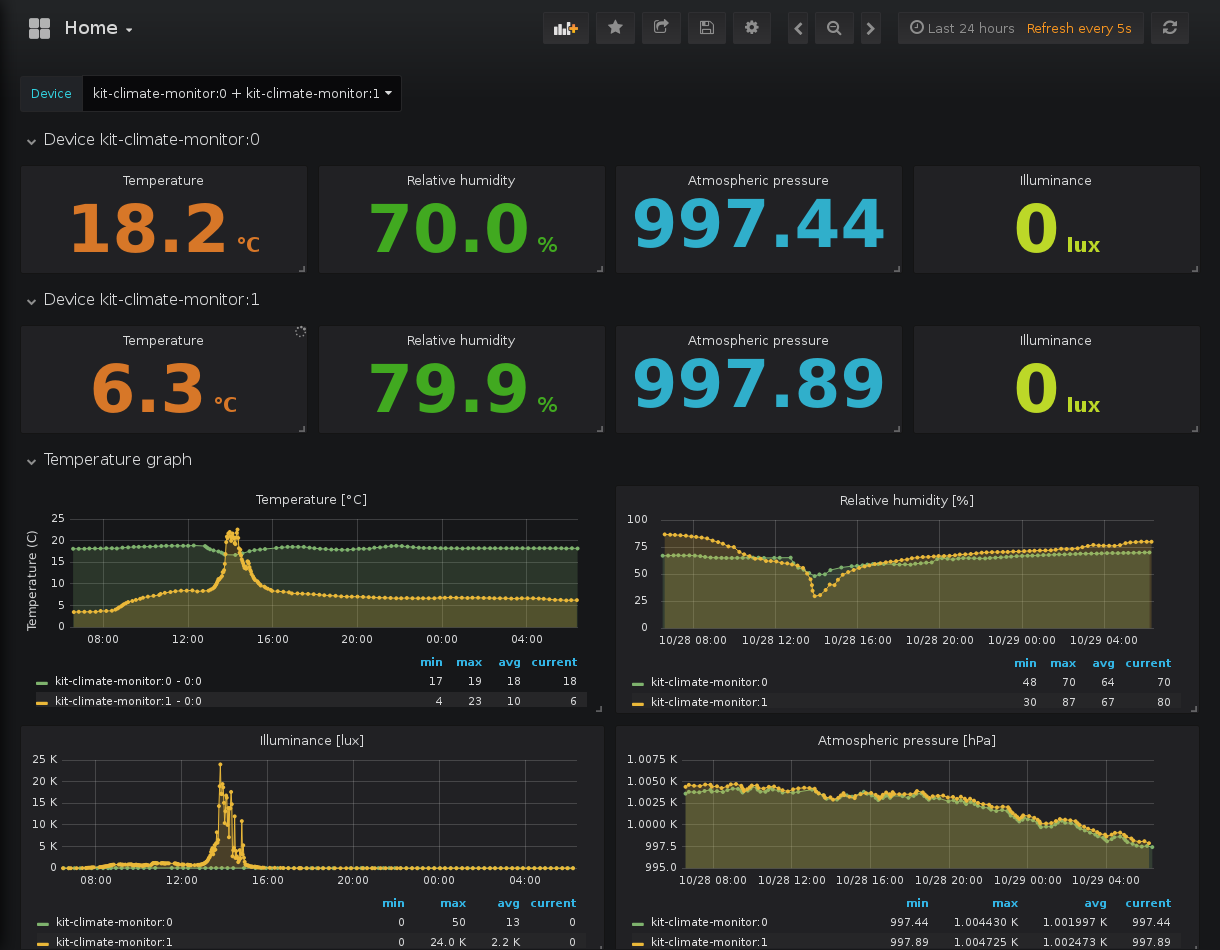 Home
Last 24 hours Refresh every 5s
Device kit-climate-monitor:0 + kit-climate-monitor:1
Device kit-climate-monitor:0
Temperature Relative humidity Atmospheric pressure Illuminance
18.2 °C 70.0 % 997.44 0 lux
Device kit-climate-monitor:1
Temperature Relative humidity Atmospheric pressure Illuminance
6.3 °C 79.9 % 997.89 0 lux
Temperature graph
Temperature [°C]
Temperature (C)
25
20
15
10
5
0
08:00 12:00 16:00 20:00 00:00 04:00
min max avg current
kit-climate-monitor:0 - 0:0 17 19 18 18
kit-climate-monitor:1 - 0:0 4 23 10 6
Relative humidity [%]
100
75
50
25
0
10/28 08:00 10/28 12:00 10/28 16:00 10/28 20:00 10/29 00:00 10/29 04:00
min max avg current
kit-climate-monitor:0 48 70 64 70
kit-climate-monitor:1 30 87 67 80
Illuminance [lux]
25 K
20 K
15 K
10 K
5 K
0
08:00 12:00 16:00 20:00 00:00 04:00
min max avg current
kit-climate-monitor:0 0 50 13 0
kit-climate-monitor:1 0 24.0 K 2.2 K 0
Atmospheric pressure [hPa]
1.0075 K
1.0050 K
1.0025 K
1.0000 K
997.5
995.0
10/28 08:00 10/28 12:00 10/28 16:00 10/28 20:00 10/29 00:00 10/29 04:00
min max avg current
kit-climate-monitor:0 997.44 1.004430 K 1.001997 K 997.44
kit-climate-monitor:1 997.89 1.004725 K 1.002473 K 997.89